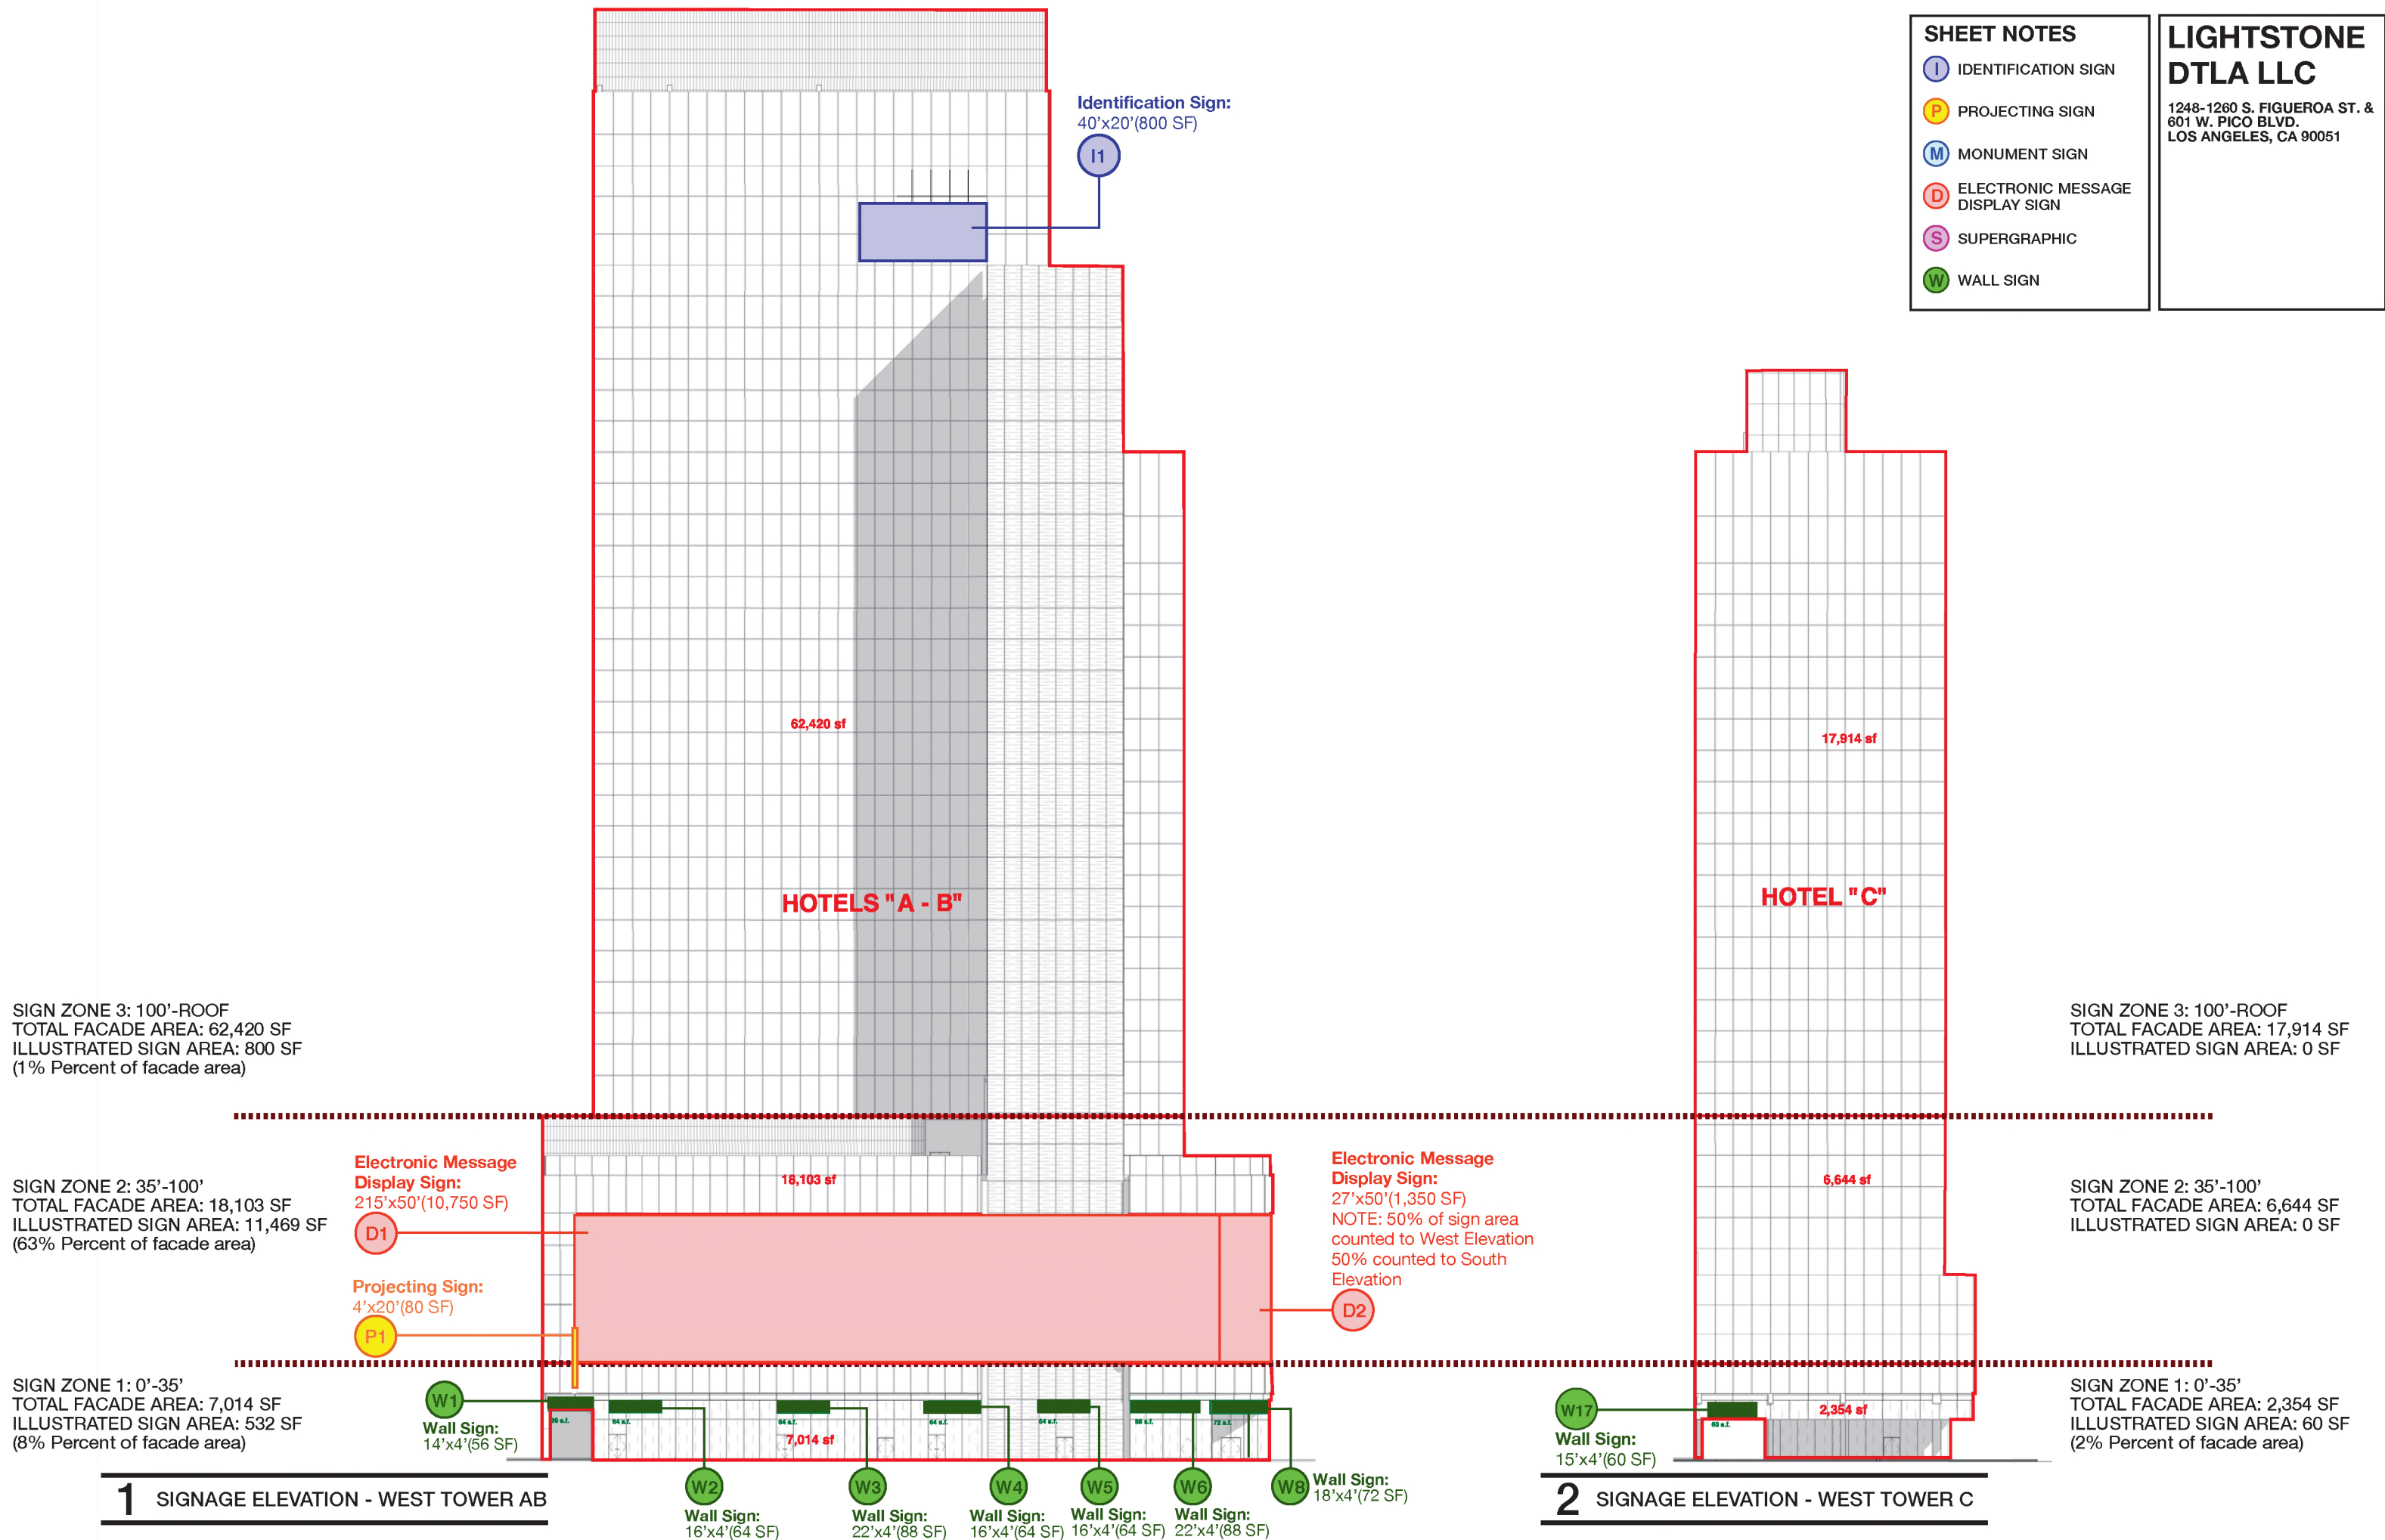 SHEET NOTES
I IDENTIFICATION SIGN
P PROJECTING SIGN
M MONUMENT SIGN
D ELECTRONIC MESSAGE
DISPLAY SIGN
S SUPERGRAPHIC
W WALL SIGN
LIGHTSTONE
DTLA LLC
1248-1260 S. FIGUEROA ST. &
601 W. PICO BLVD.
LOS ANGELES, CA 90051
Identification Sign:
40'x20'(800 SF)
I1
62,420 sf
HOTELS "A - B"
17,914 sf
HOTEL "C"
SIGN ZONE 3: 100'-ROOF
TOTAL FACADE AREA: 62,420 SF
ILLUSTRATED SIGN AREA: 800 SF
(1% Percent of facade area)
SIGN ZONE 3: 100'-ROOF
TOTAL FACADE AREA: 17,914 SF
ILLUSTRATED SIGN AREA: 0 SF
SIGN ZONE 2: 35'-100'
TOTAL FACADE AREA: 18,103 SF
ILLUSTRATED SIGN AREA: 11,469 SF
(63% Percent of facade area)
Electronic Message
Display Sign:
215'x50'(10,750 SF)
D1
Projecting Sign:
4'x20'(80 SF)
P1
18,103 sf
Electronic Message
Display Sign:
27'x50'(1,350 SF)
NOTE: 50% of sign area
counted to West Elevation
50% counted to South
Elevation
D2
6,644 sf
SIGN ZONE 2: 35'-100'
TOTAL FACADE AREA: 6,644 SF
ILLUSTRATED SIGN AREA: 0 SF
SIGN ZONE 1: 0'-35'
TOTAL FACADE AREA: 7,014 SF
ILLUSTRATED SIGN AREA: 532 SF
(8% Percent of facade area)
W1
Wall Sign:
14'x4'(56 SF)
64 s.f.
64 s.f.
64 s.f.
64 s.f.
88 s.f.
72 s.f.
7,014 sf
W2
Wall Sign:
16'x4'(64 SF)
W3
Wall Sign:
22'x4'(88 SF)
W4
Wall Sign:
16'x4'(64 SF)
W5
Wall Sign:
16'x4'(64 SF)
W6
Wall Sign:
22'x4'(88 SF)
W8
Wall Sign:
18'x4'(72 SF)
W17
Wall Sign:
15'x4'(60 SF)
60 s.f.
2,354 sf
SIGN ZONE 1: 0'-35'
TOTAL FACADE AREA: 2,354 SF
ILLUSTRATED SIGN AREA: 60 SF
(2% Percent of facade area)
1 SIGNAGE ELEVATION - WEST TOWER AB
2 SIGNAGE ELEVATION - WEST TOWER C